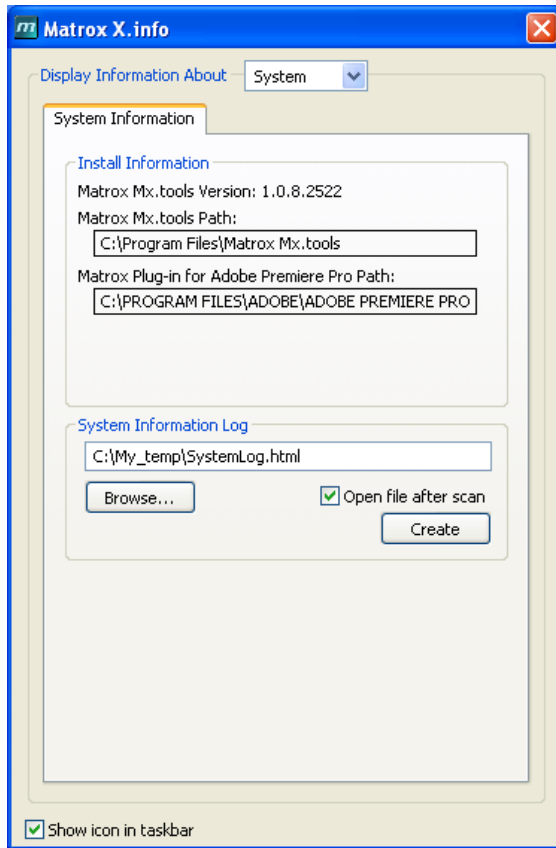 Matrox X.info
Display Information About System
System Information
Install Information
Matrox Mx.tools Version: 1.0.8.2522
Matrox Mx.tools Path:
C:\Program Files\Matrox Mx.tools
Matrox Plug-in for Adobe Premiere Pro Path:
C:\PROGRAM FILES\ADOBE\ADOBE PREMIERE PRO
System Information Log
C:\My_temp\SystemLog.html
Browse... Open file after scan
Create
Show icon in taskbar